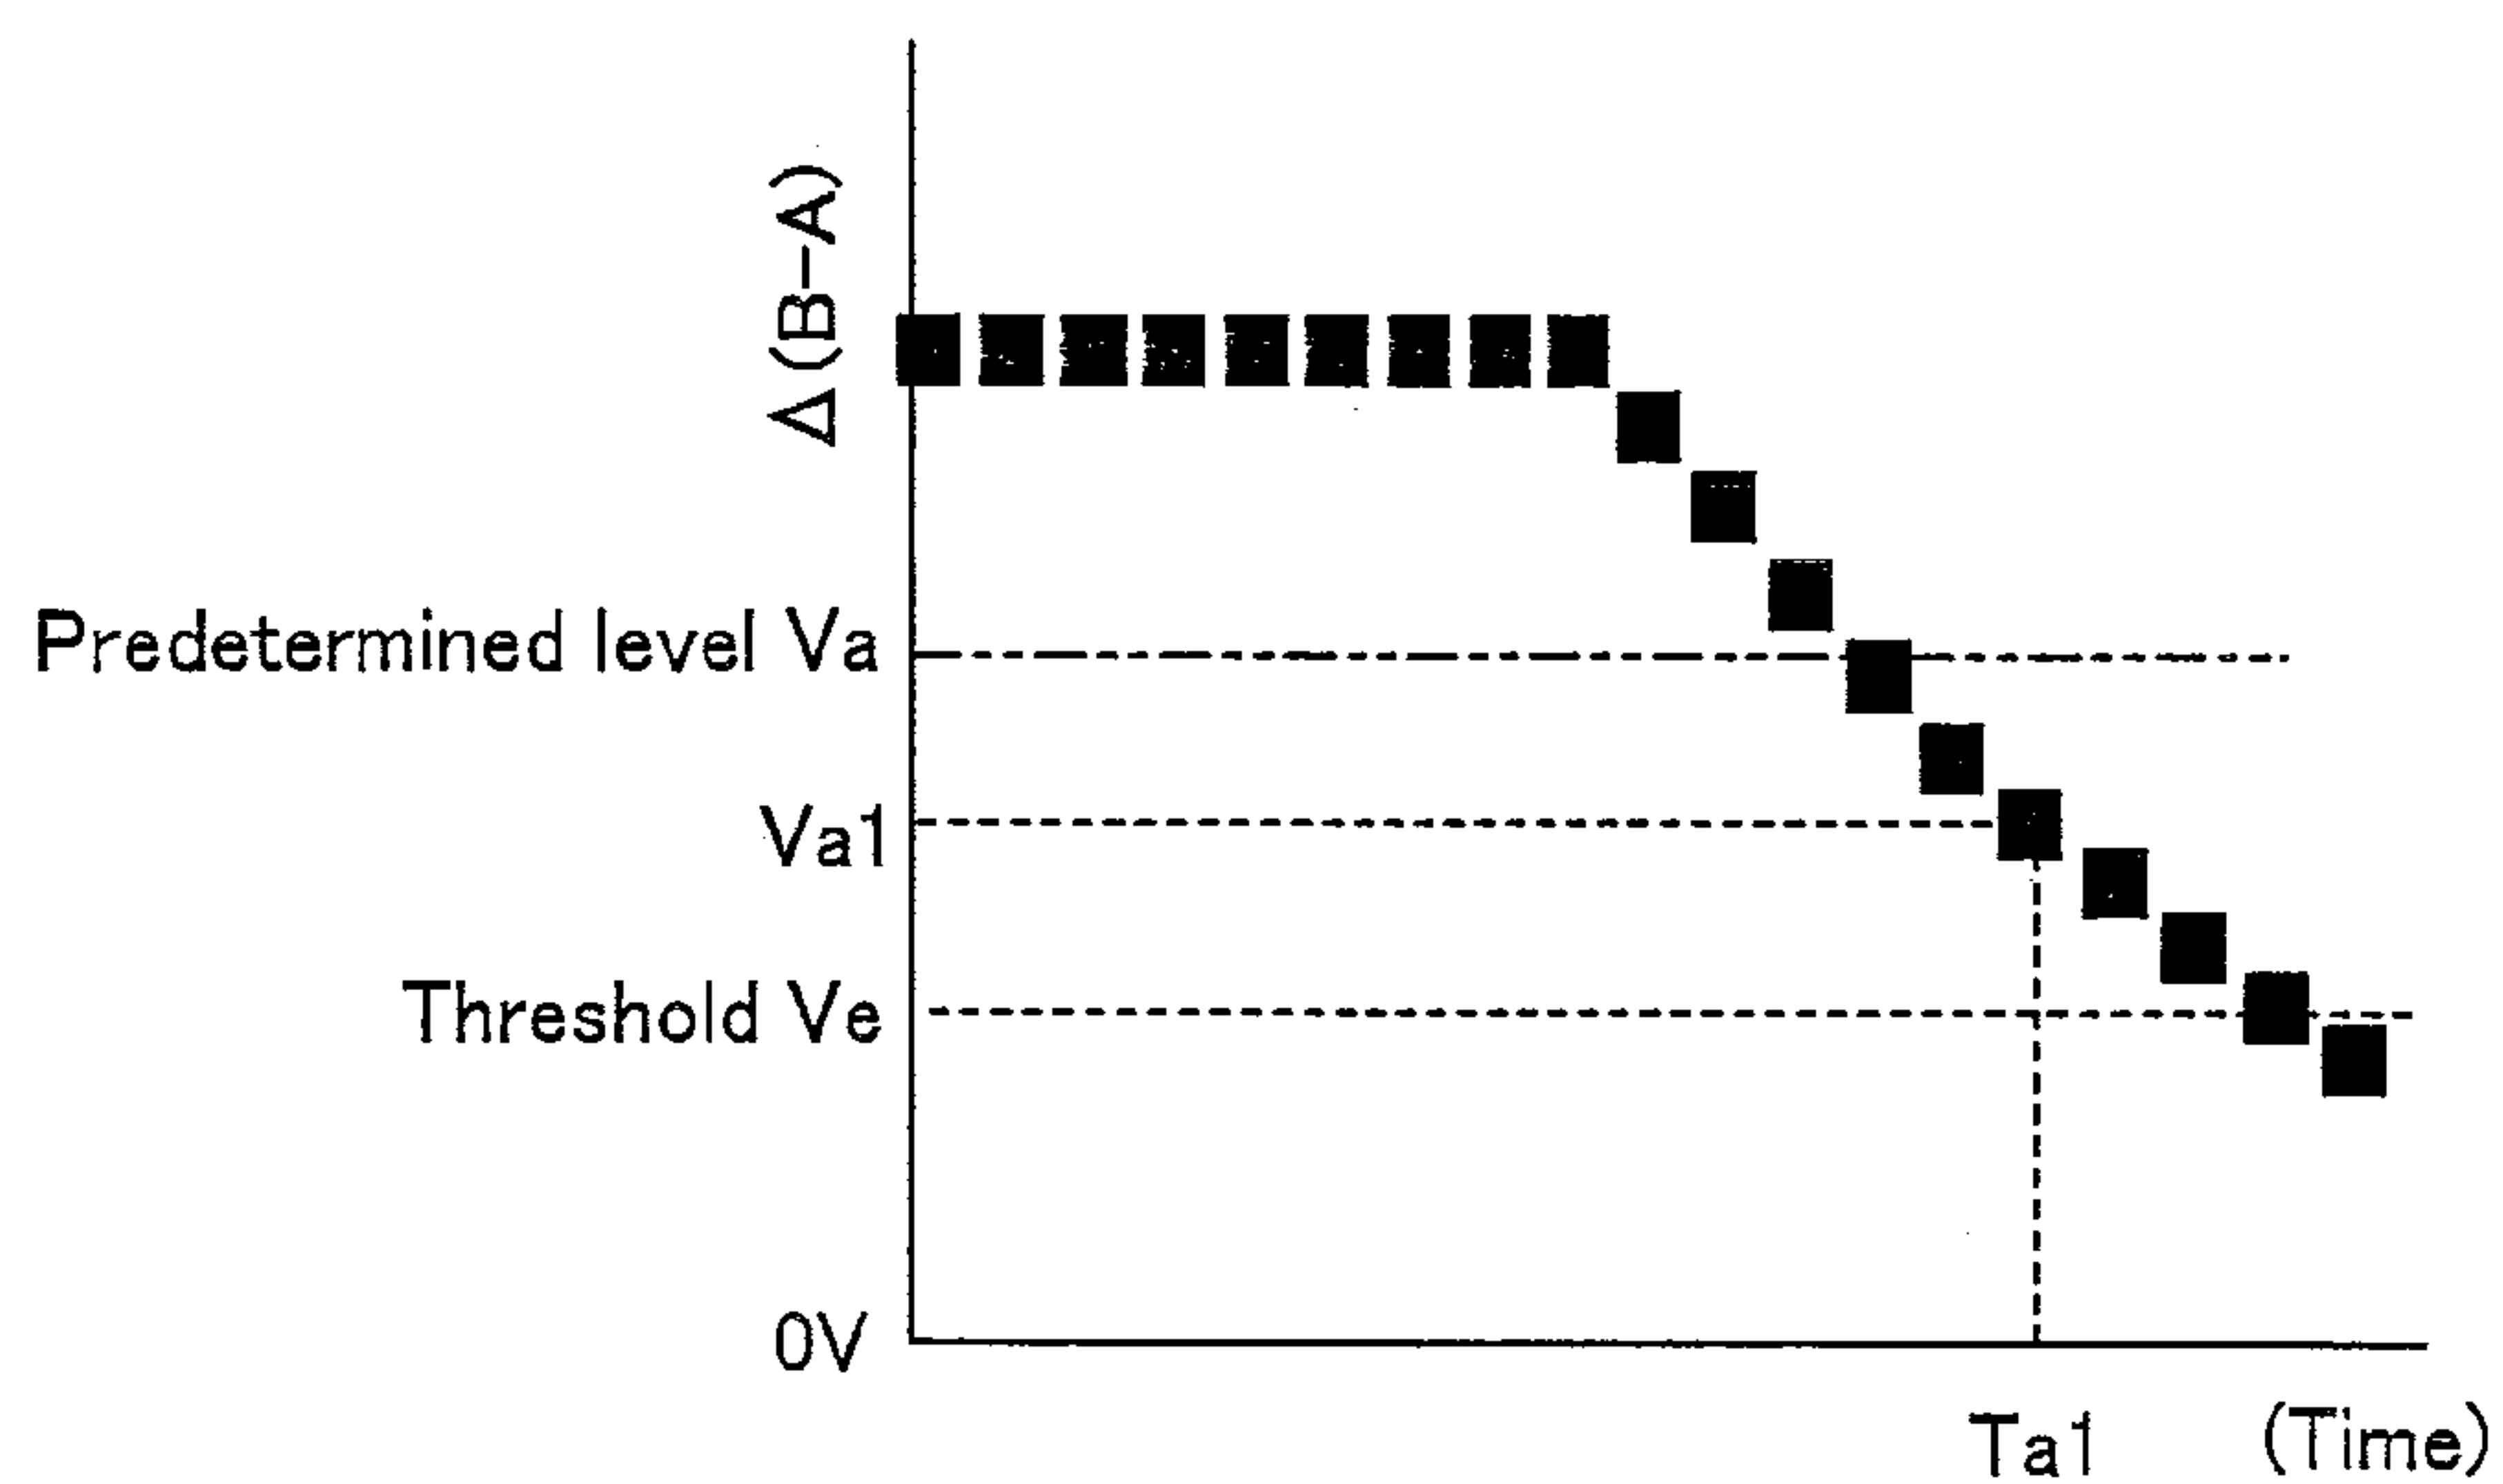 Δ(B-A)
Predetermined level Va
Va1
Threshold Ve
0V
Ta1
(Time)